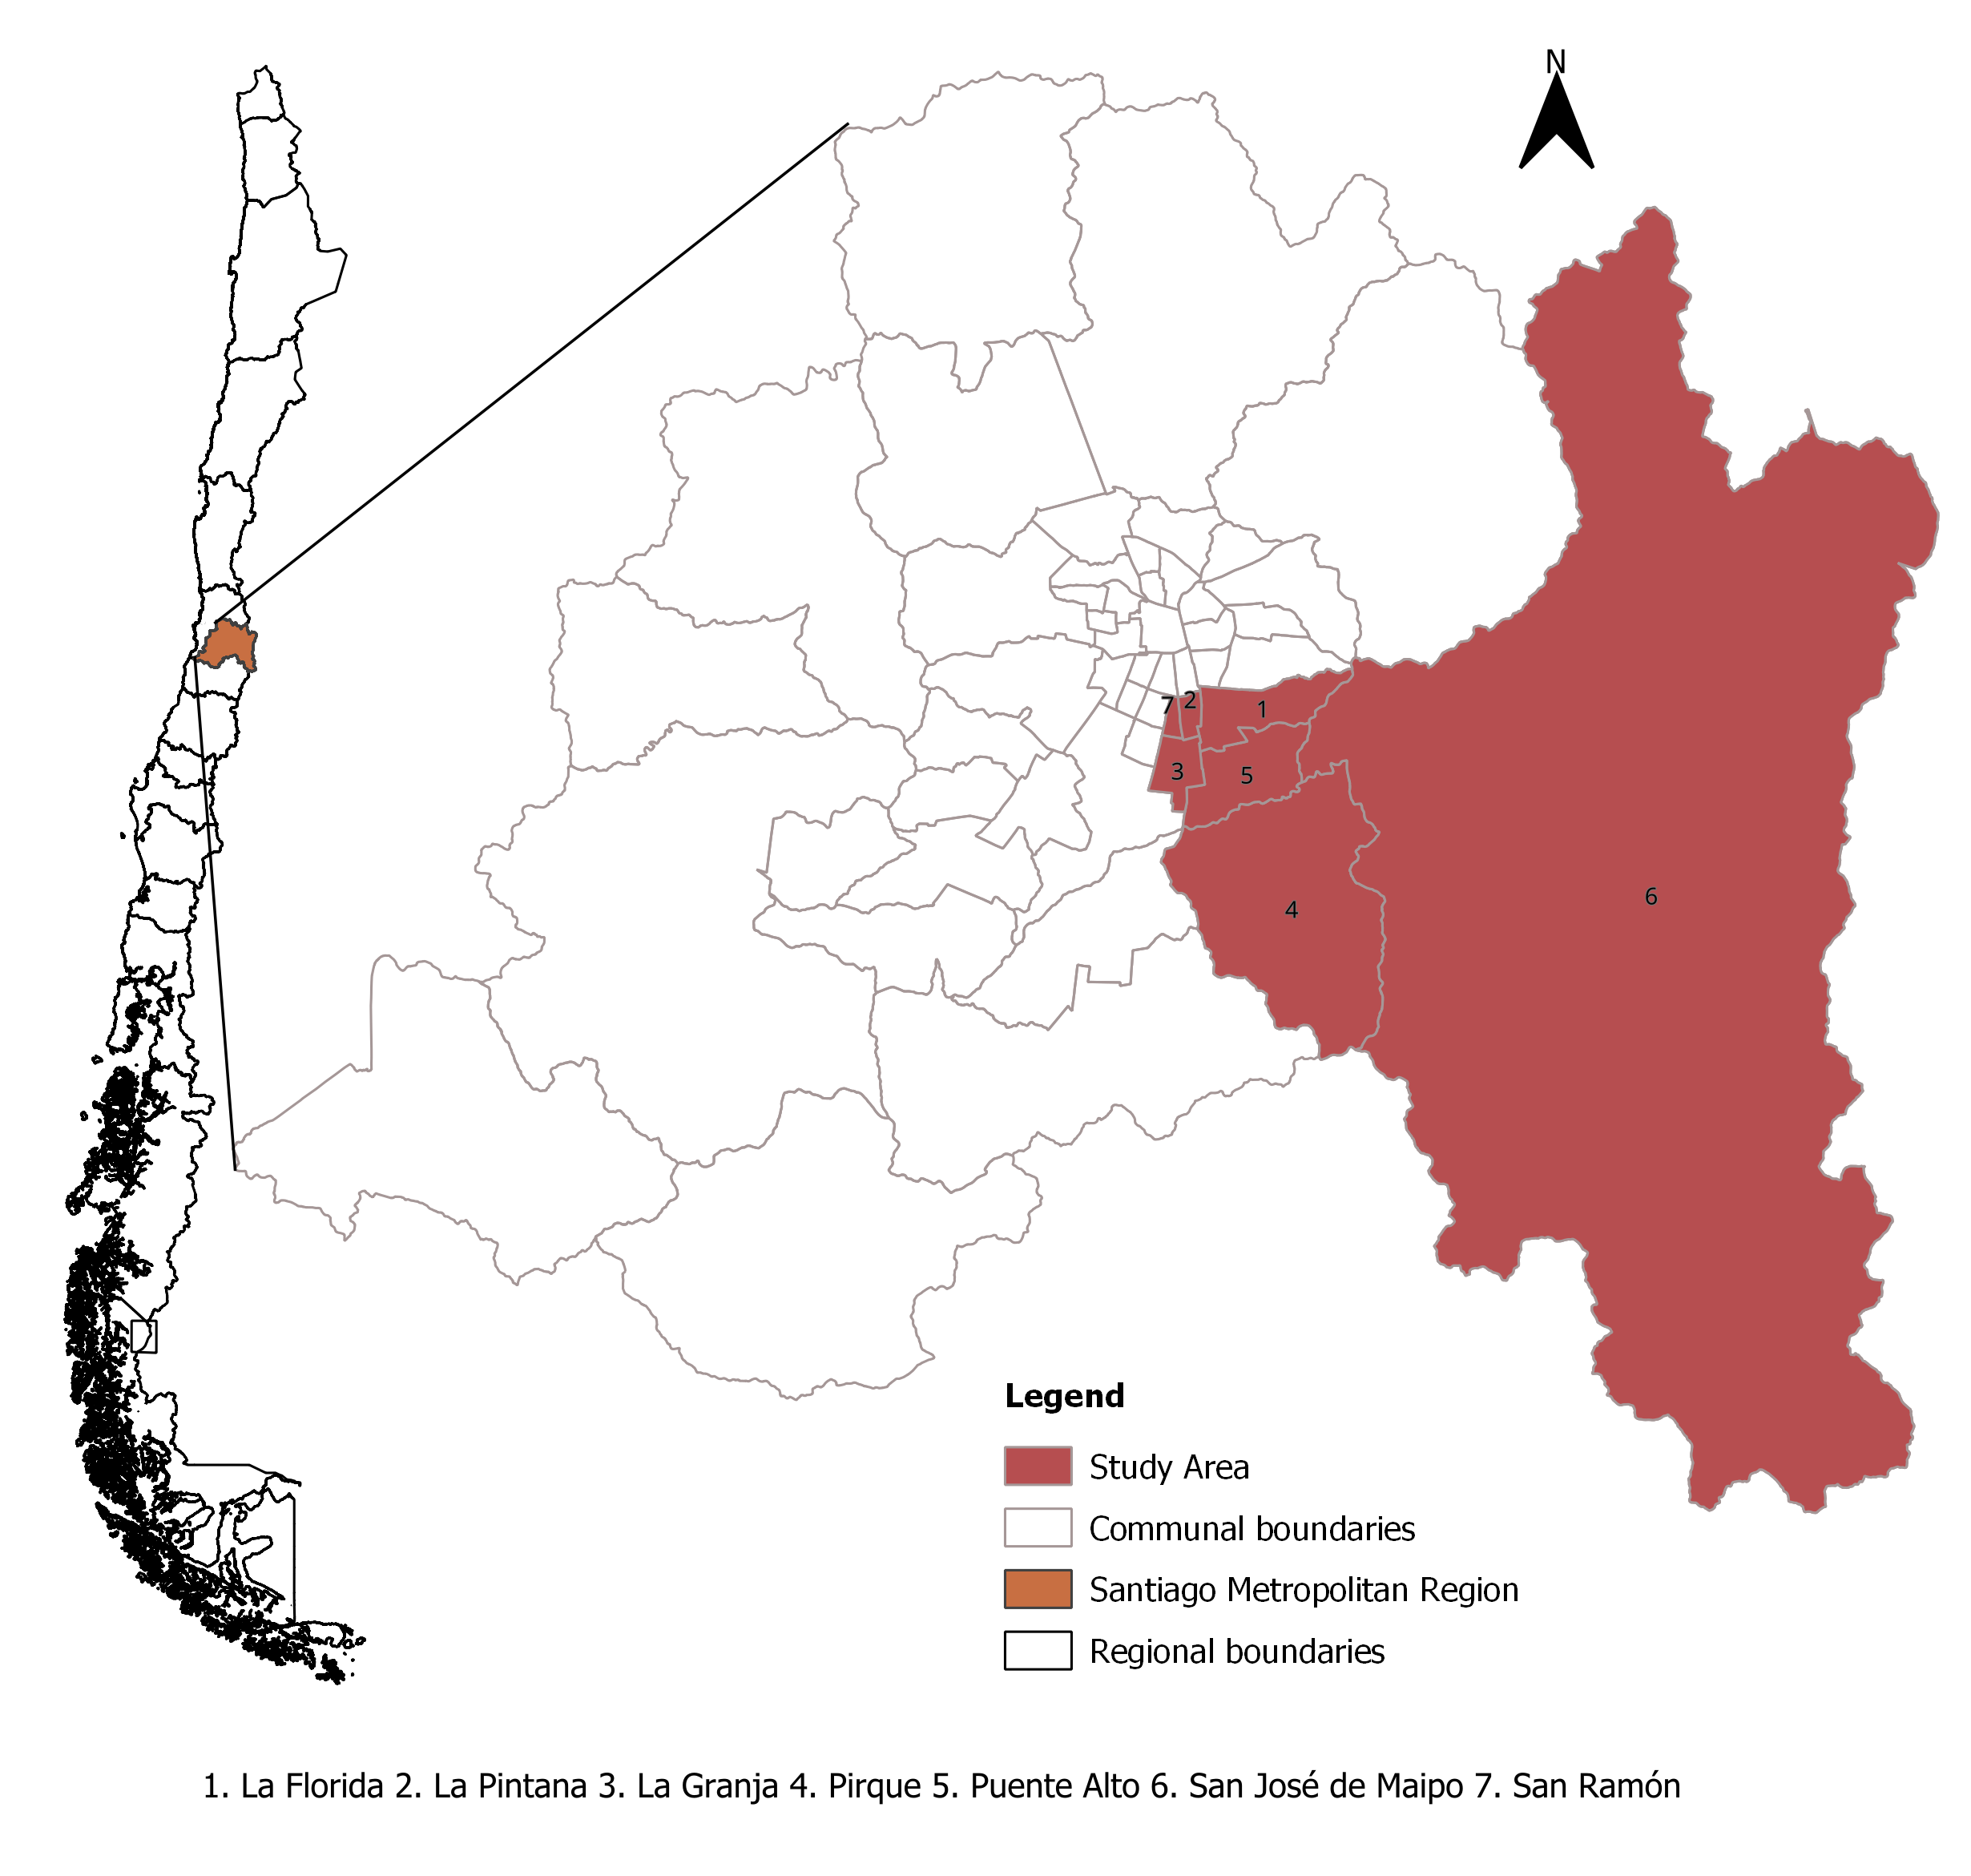 N
7 2 1
3 5
4 6
Legend
Study Area
Communal boundaries
Santiago Metropolitan Region
Regional boundaries
1. La Florida 2. La Pintana 3. La Granja 4. Pirque 5. Puente Alto 6. San José de Maipo 7. San Ramón